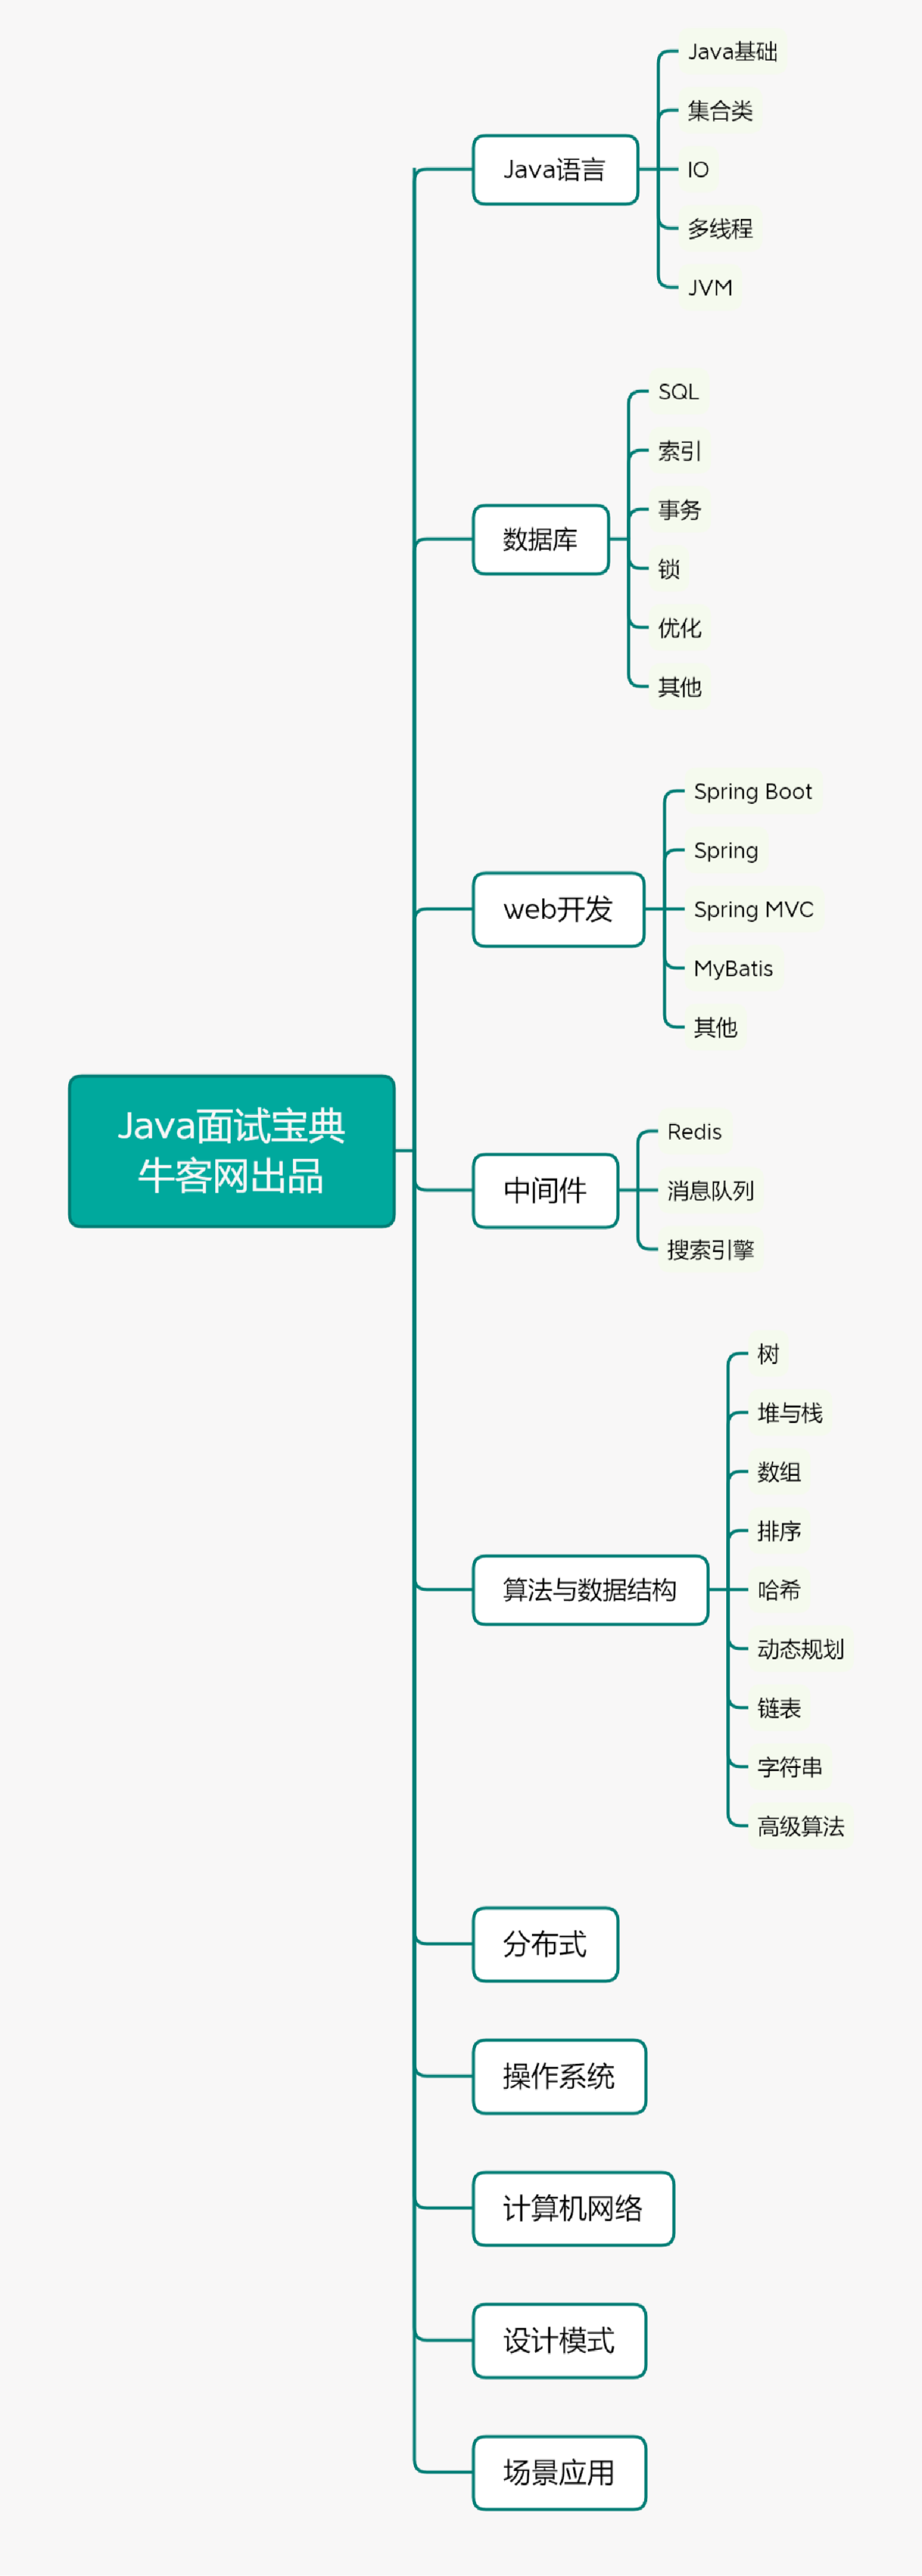 Java面试宝典
牛客网出品
Java语言
Java基础
集合类
IO
多线程
JVM
数据库
SQL
索引
事务
锁
优化
其他
web开发
Spring Boot
Spring
Spring MVC
MyBatis
其他
中间件
Redis
消息队列
搜索引擎
算法与数据结构
树
堆与栈
数组
排序
哈希
动态规划
链表
字符串
高级算法
分布式
操作系统
计算机网络
设计模式
场景应用